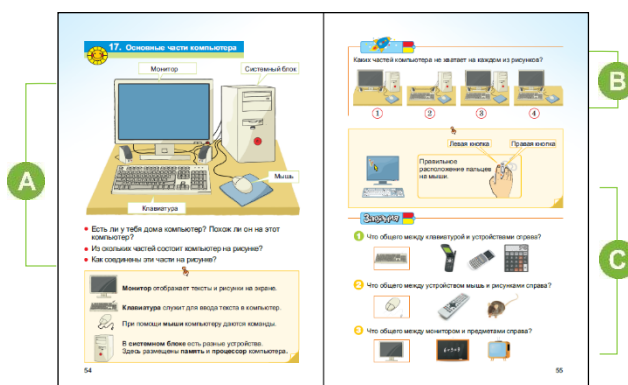 17. Основные части компьютера
Монитор
Системный блок
Мышь
Клавиатура
• Есть ли у тебя дома компьютер? Похож ли он на этот
компьютер?
• Из скольких частей состоит компьютер на рисунке?
• Как соединены эти части на рисунке?
Монитор отображает тексты и рисунки на экране.
Клавиатура служит для ввода текста в компьютер.
При помощи мыши компьютеру даются команды.
В системном блоке есть разные устройства.
Здесь размещены память и процессор компьютера.
54
Каких частей компьютера не хватает на каждом из рисунков?
1 2 3 4
Левая кнопка
Правая кнопка
Правильное
расположение пальцев
на мыши.
Задания
1 Что общего между клавиатурой и устройствами справа?
2 Что общего между устройством мышь и рисунками справа?
3 Что общего между монитором и предметами справа?
55
A
B
C